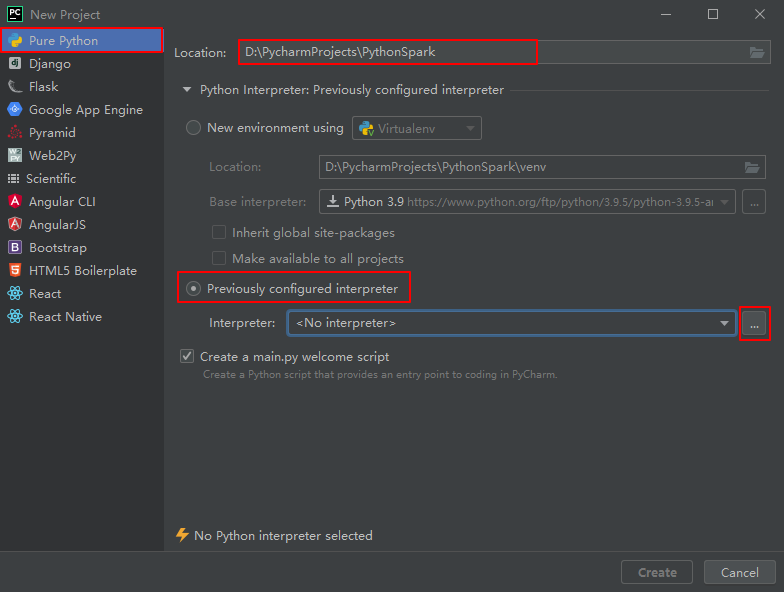 PC New Project
Pure Python
dj Django
Flask
Google App Engine
Pyramid
Web2Py
Scientific
Angular CLI
AngularJS
B Bootstrap
HTML5 Boilerplate
React
React Native
Location: D:\PycharmProjects\PythonSpark
Python Interpreter: Previously configured interpreter
New environment using Virtualenv
Location: D:\PycharmProjects\PythonSpark\venv
Base interpreter: Python 3.9 https://www.python.org/ftp/python/3.9.5/python-3.9.5-ar ...
Inherit global site-packages
Make available to all projects
Previously configured interpreter
Interpreter: <No interpreter> ...
Create a main.py welcome script
Create a Python script that provides an entry point to coding in PyCharm.
No Python interpreter selected
Create Cancel